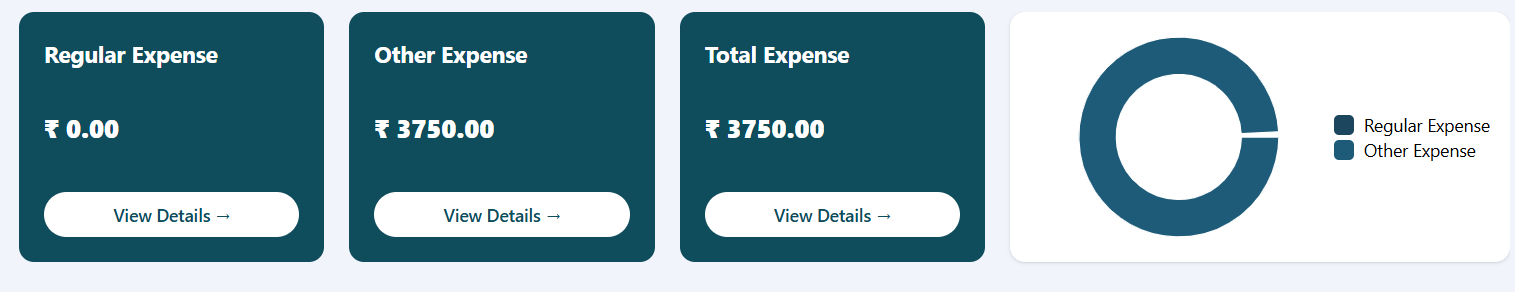 Regular Expense
₹ 0.00
View Details →
Other Expense
₹ 3750.00
View Details →
Total Expense
₹ 3750.00
View Details →
Regular Expense
Other Expense